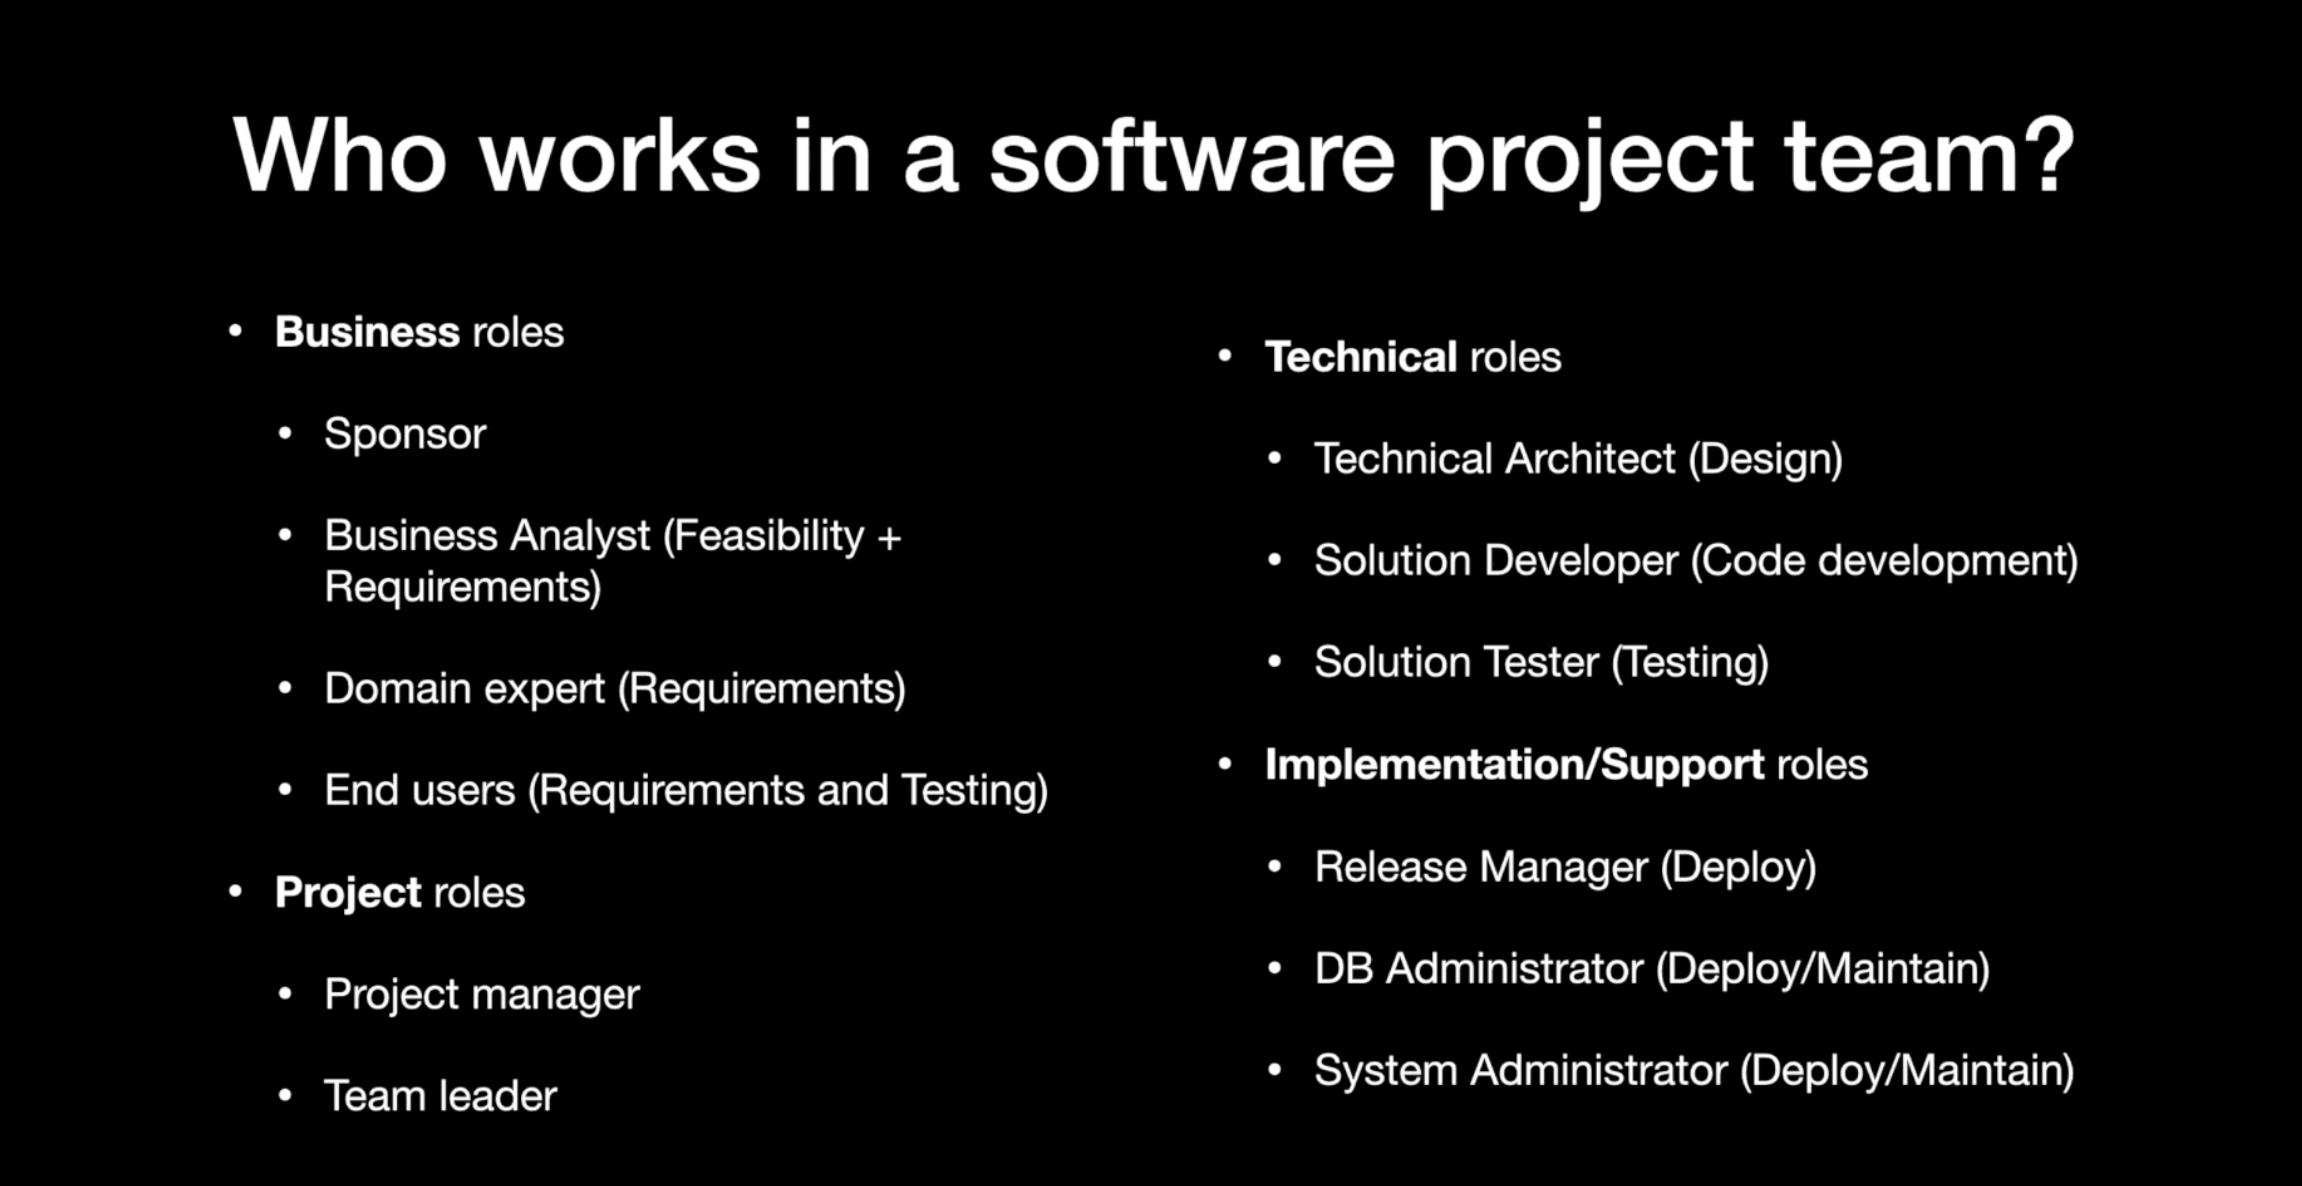 Who works in a software project team?
• Business roles
• Sponsor
• Business Analyst (Feasibility +
Requirements)
• Domain expert (Requirements)
• End users (Requirements and Testing)
• Project roles
• Project manager
• Team leader
• Technical roles
• Technical Architect (Design)
• Solution Developer (Code development)
• Solution Tester (Testing)
• Implementation/Support roles
• Release Manager (Deploy)
• DB Administrator (Deploy/Maintain)
• System Administrator (Deploy/Maintain)